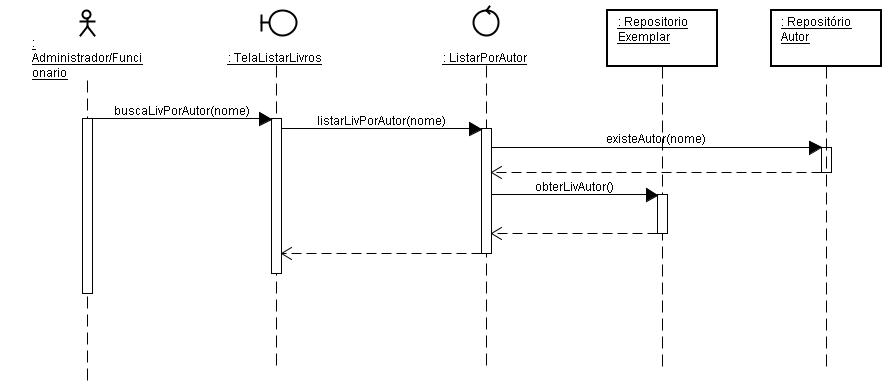 :
Administrador/Funci
onario
: TelaListarLivros
: ListarPorAutor
: Repositorio
Exemplar
: Repositório
Autor
buscaLivPorAutor(nome)
listarLivPorAutor(nome)
existeAutor(nome)
obterLivAutor()